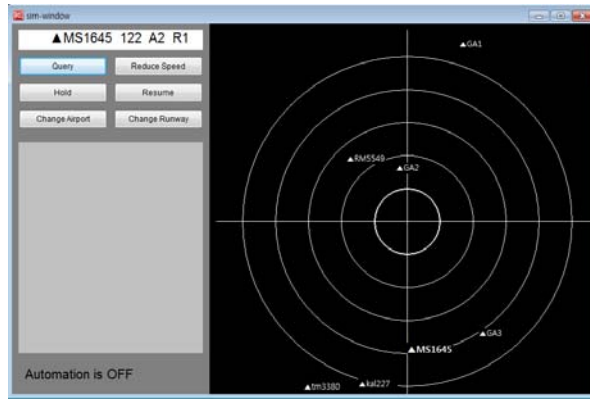 sim-window
▲MS1645 122 A2 R1
Query
Reduce Speed
Hold
Resume
Change Airport
Change Runway
Automation is OFF
▲GA1
▲RM5549
▲GA2
▲GA3
▲MS1645
▲tm3380
▲kal227